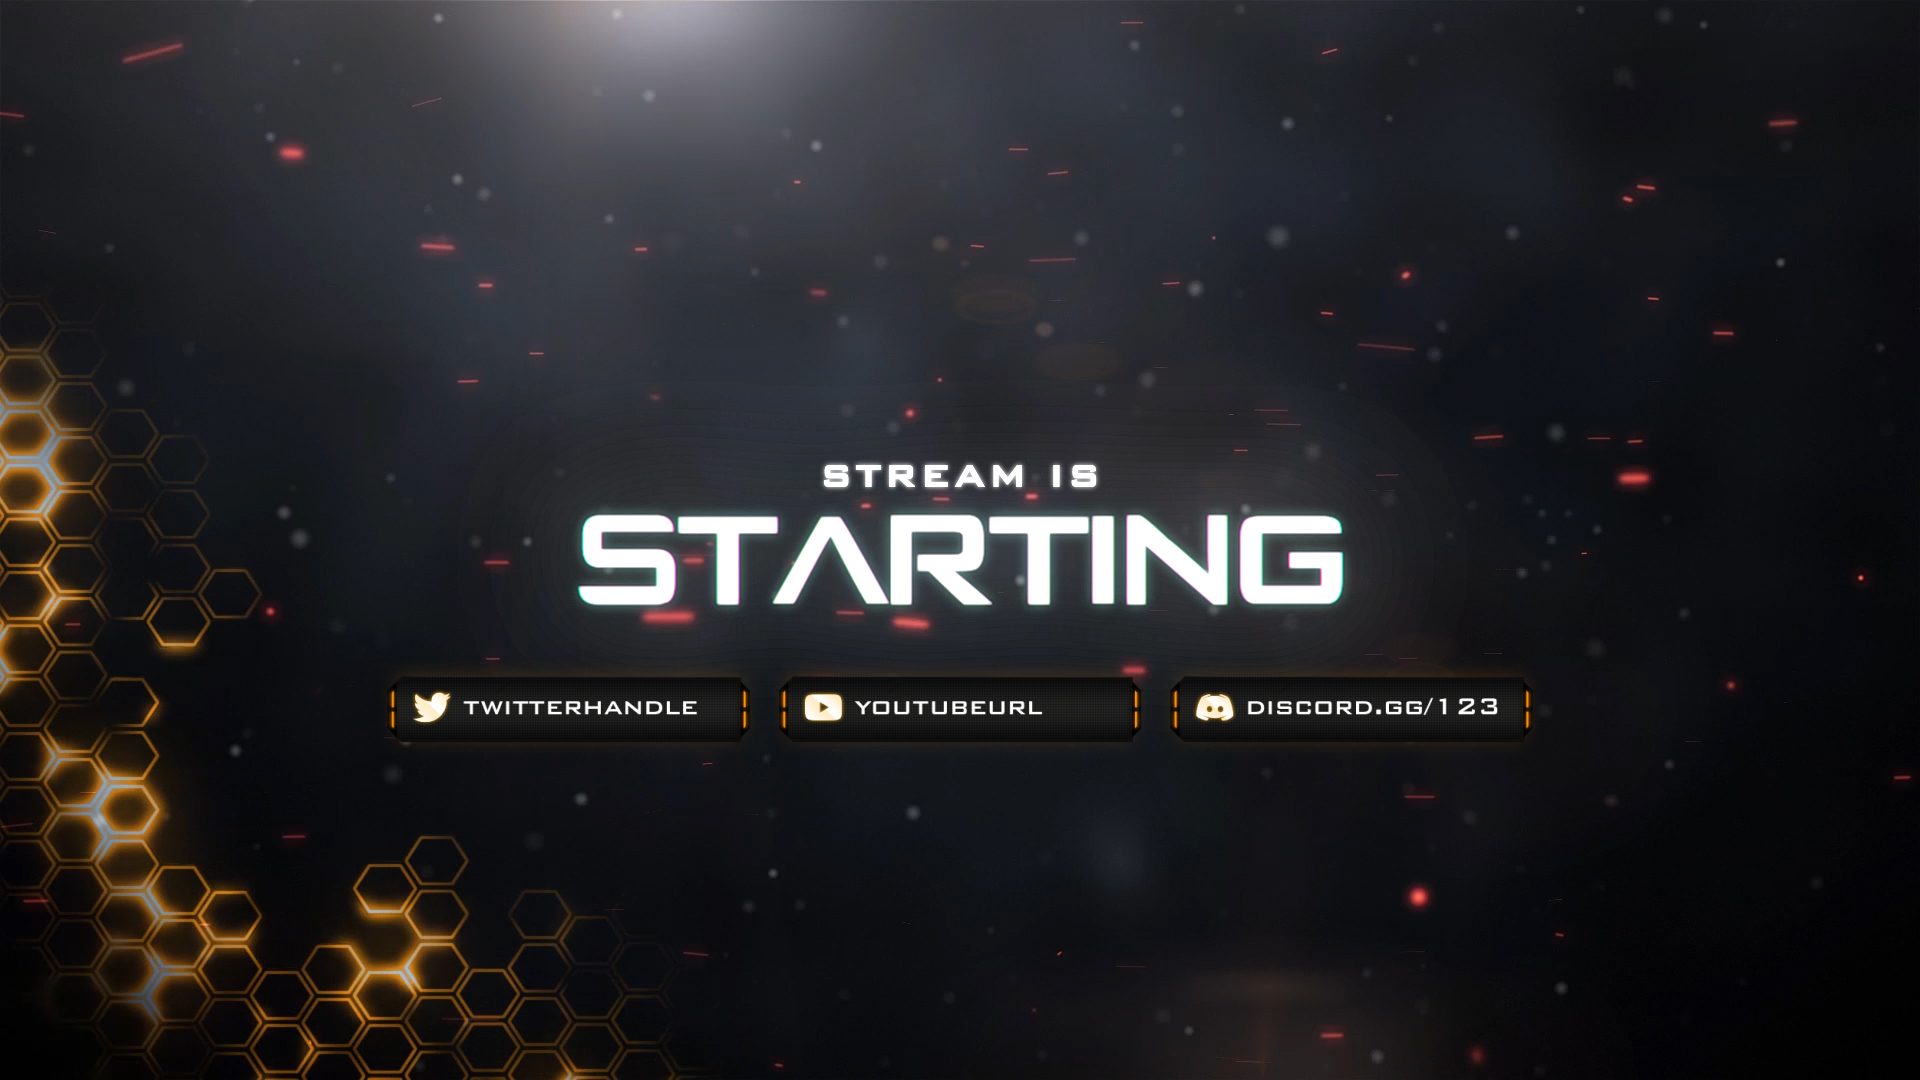 STREAM IS
STARTING
TWITTERHANDLE
YOUTUBEURL
DISCORD.GG/123